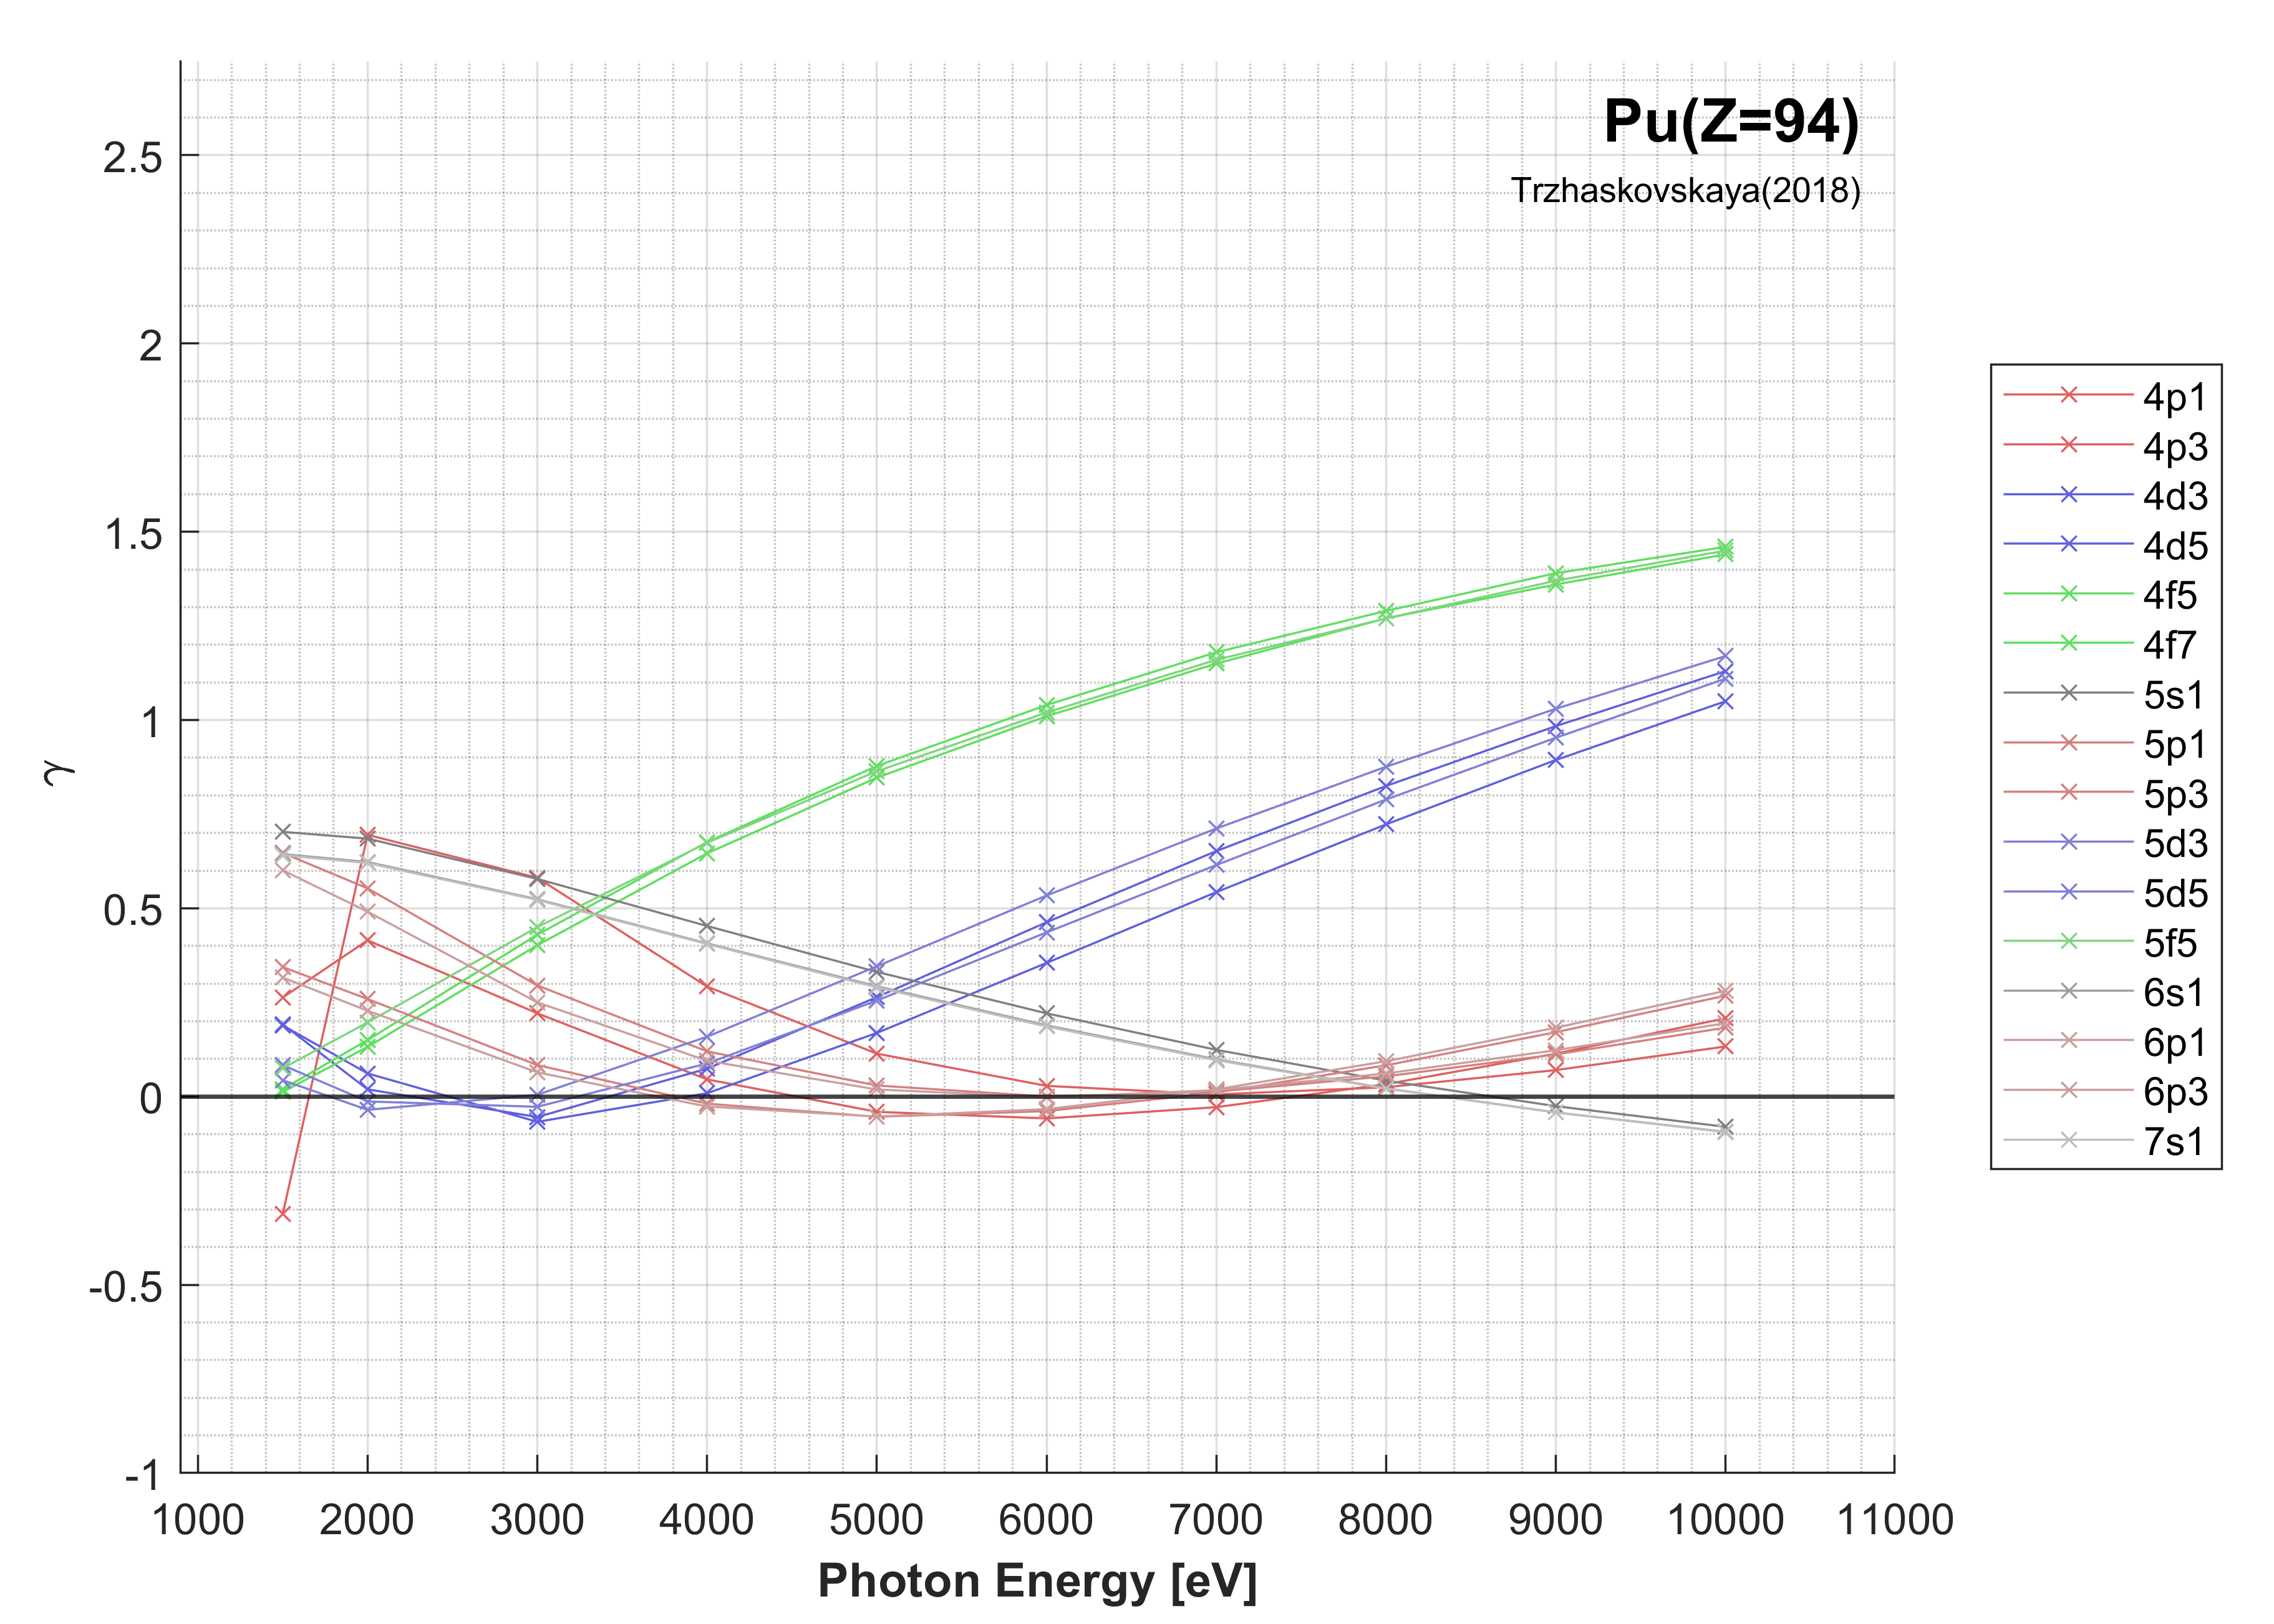 Pu(Z=94)
Trzhaskovskaya(2018)
2.5
2
1.5
1
0.5
0
-0.5
-1
γ
1000 2000 3000 4000 5000 6000 7000 8000 9000 10000 11000
Photon Energy [eV]
4p1
4p3
4d3
4d5
4f5
4f7
5s1
5p1
5p3
5d3
5d5
5f5
6s1
6p1
6p3
7s1